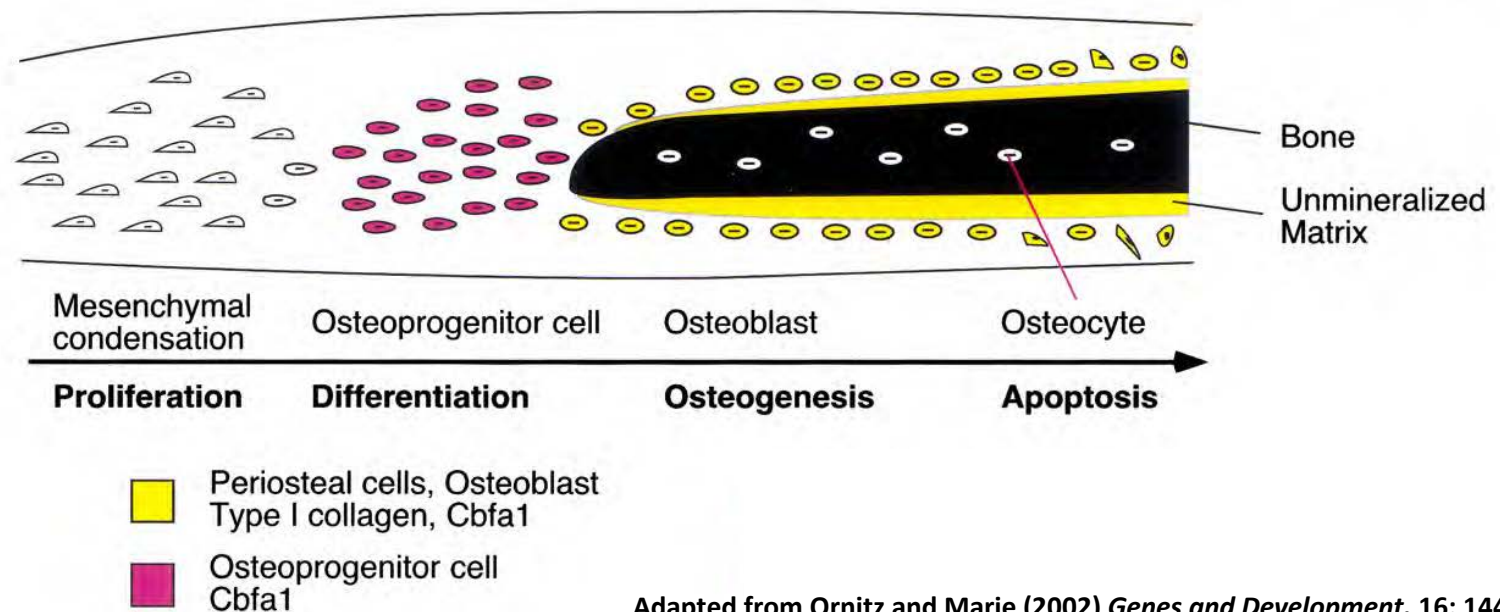 Bone
Unmineralized
Matrix
Mesenchymal
condensation
Osteoprogenitor cell
Osteoblast
Osteocyte
Proliferation
Differentiation
Osteogenesis
Apoptosis
Periosteal cells, Osteoblast
Type I collagen, Cbfa1
Osteoprogenitor cell
Cbfa1
Adapted from Ornitz and Marie (2002) Genes and Development, 16: